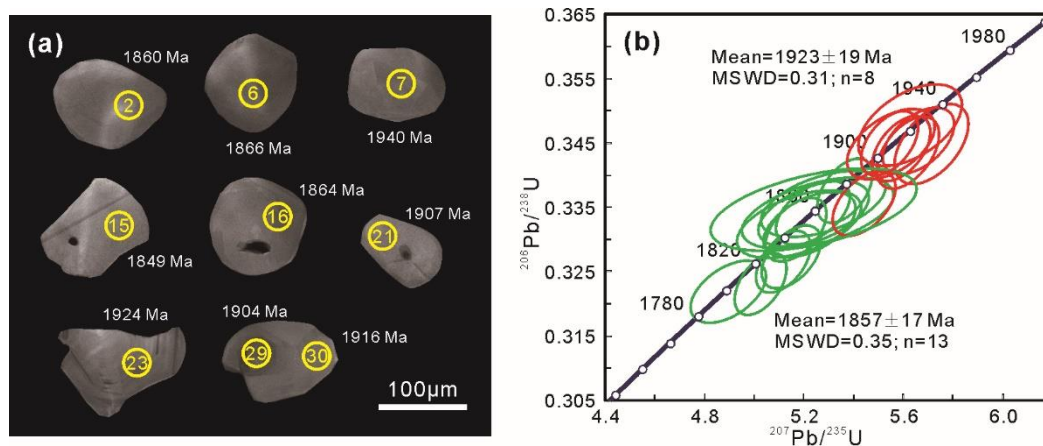 (a)
1860 Ma
2
6
7
1866 Ma
1940 Ma
15
1864 Ma
16
1907 Ma
21
1849 Ma
1924 Ma
1904 Ma
1916 Ma
23
29
30
100μm
(b)
0.365
0.355
0.345
0.335
0.325
0.315
0.305
²⁰⁶Pb/²³⁸U
Mean=1923±19 Ma
MSWD=0.31; n=8
1980
1940
1900
1820
1780
Mean=1857±17 Ma
MSWD=0.35; n=13
4.4 4.8 5.2 5.6 6.0
²⁰⁷Pb/²³⁵U